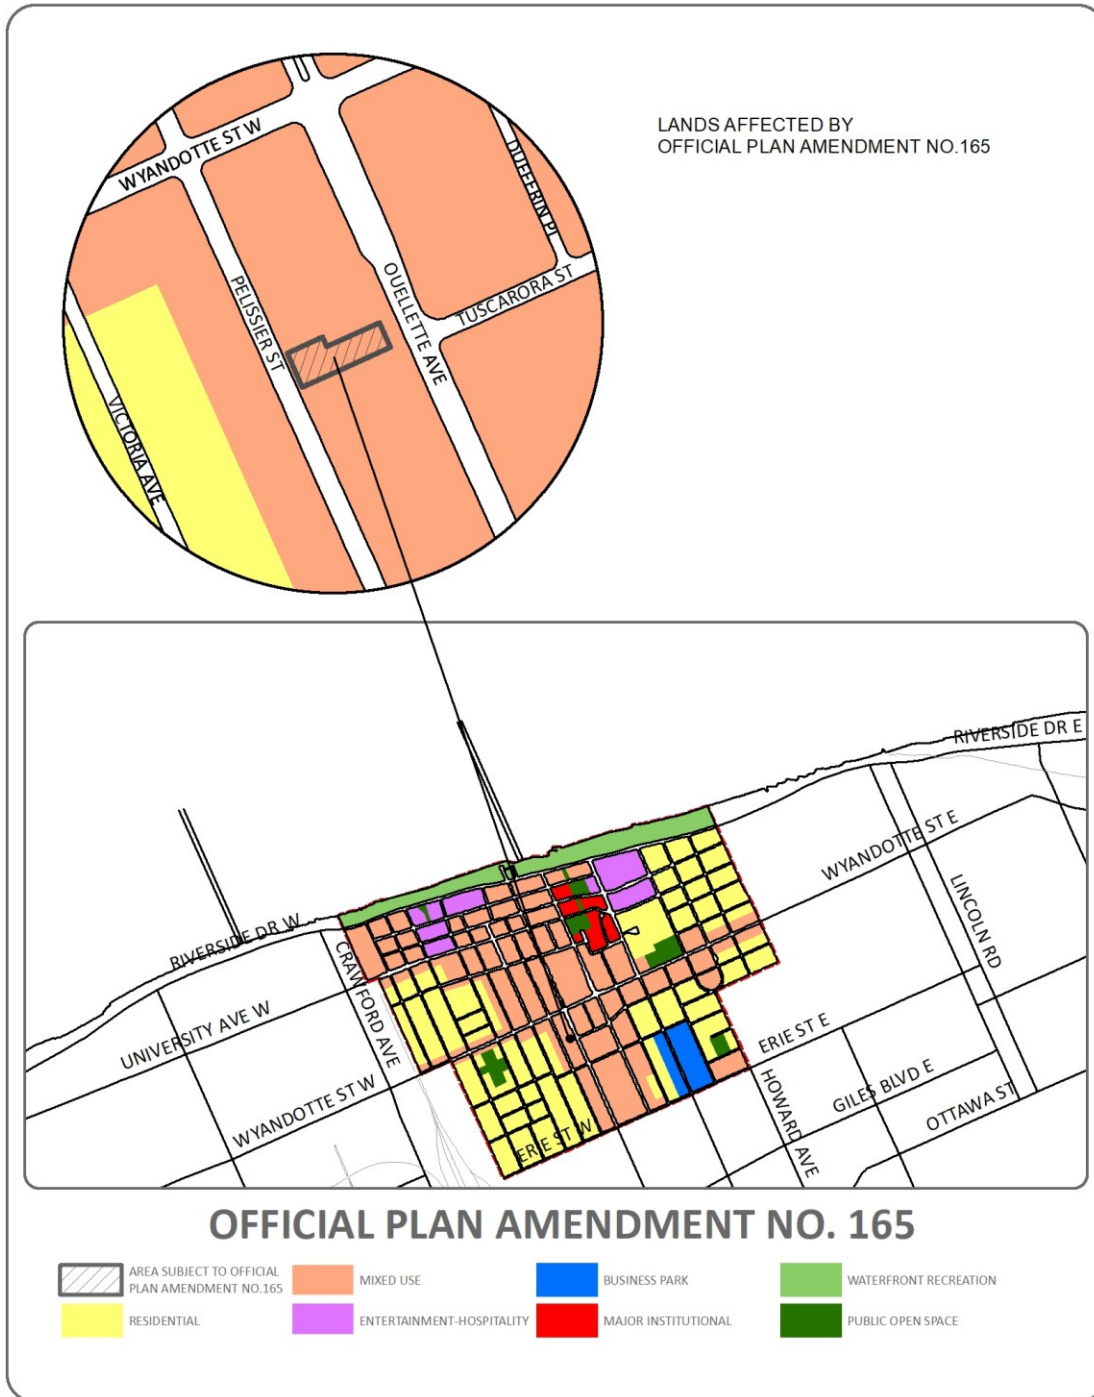 LANDS AFFECTED BY
OFFICIAL PLAN AMENDMENT NO.165
WYANDOTTE ST W
DUFFERIN PL
PELISSIER ST
OUELLETTE AVE
TUSCARORA ST
VICTORIA AVE
RIVERSIDE DR E
WYANDOTTE ST E
LINCOLN RD
RIVERSIDE DR W
CRAWFORD AVE
UNIVERSITY AVE W
WYANDOTTE ST W
ERIE ST E
GILES BLVD E
HOWARD AVE
OTTAWA ST
ERIE ST W
OFFICIAL PLAN AMENDMENT NO. 165
AREA SUBJECT TO OFFICIAL
PLAN AMENDMENT NO.165
MIXED USE
BUSINESS PARK
WATERFRONT RECREATION
RESIDENTIAL
ENTERTAINMENT-HOSPITALITY
MAJOR INSTITUTIONAL
PUBLIC OPEN SPACE